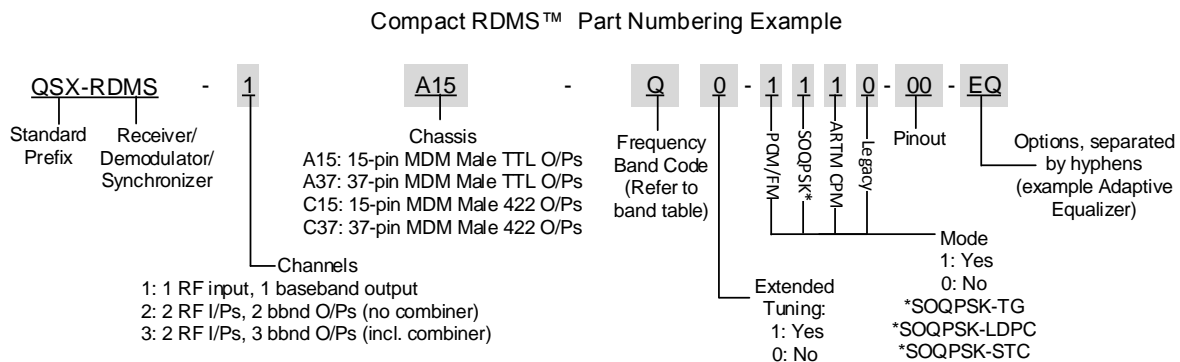 Compact RDMS™ Part Numbering Example
QSX-RDMS - 1 A15 - Q 0 - 1 1 1 0 - 00 - EQ
Standard
Prefix
Receiver/
Demodulator/
Synchronizer
Chassis
A15: 15-pin MDM Male TTL O/Ps
A37: 37-pin MDM Male TTL O/Ps
C15: 15-pin MDM Male 422 O/Ps
C37: 37-pin MDM Male 422 O/Ps
Frequency
Band Code
(Refer to
band table)
PCM/FM
SOQPSK*
ARTM CPM
Legacy
Pinout
Options, separated
by hyphens
(example Adaptive
Equalizer)
Channels
1: 1 RF input, 1 baseband output
2: 2 RF I/Ps, 2 bbnd O/Ps (no combiner)
3: 2 RF I/Ps, 3 bbnd O/Ps (incl. combiner)
Extended
Tuning:
1: Yes
0: No
Mode
1: Yes
0: No
*SOQPSK-TG
*SOQPSK-LDPC
*SOQPSK-STC